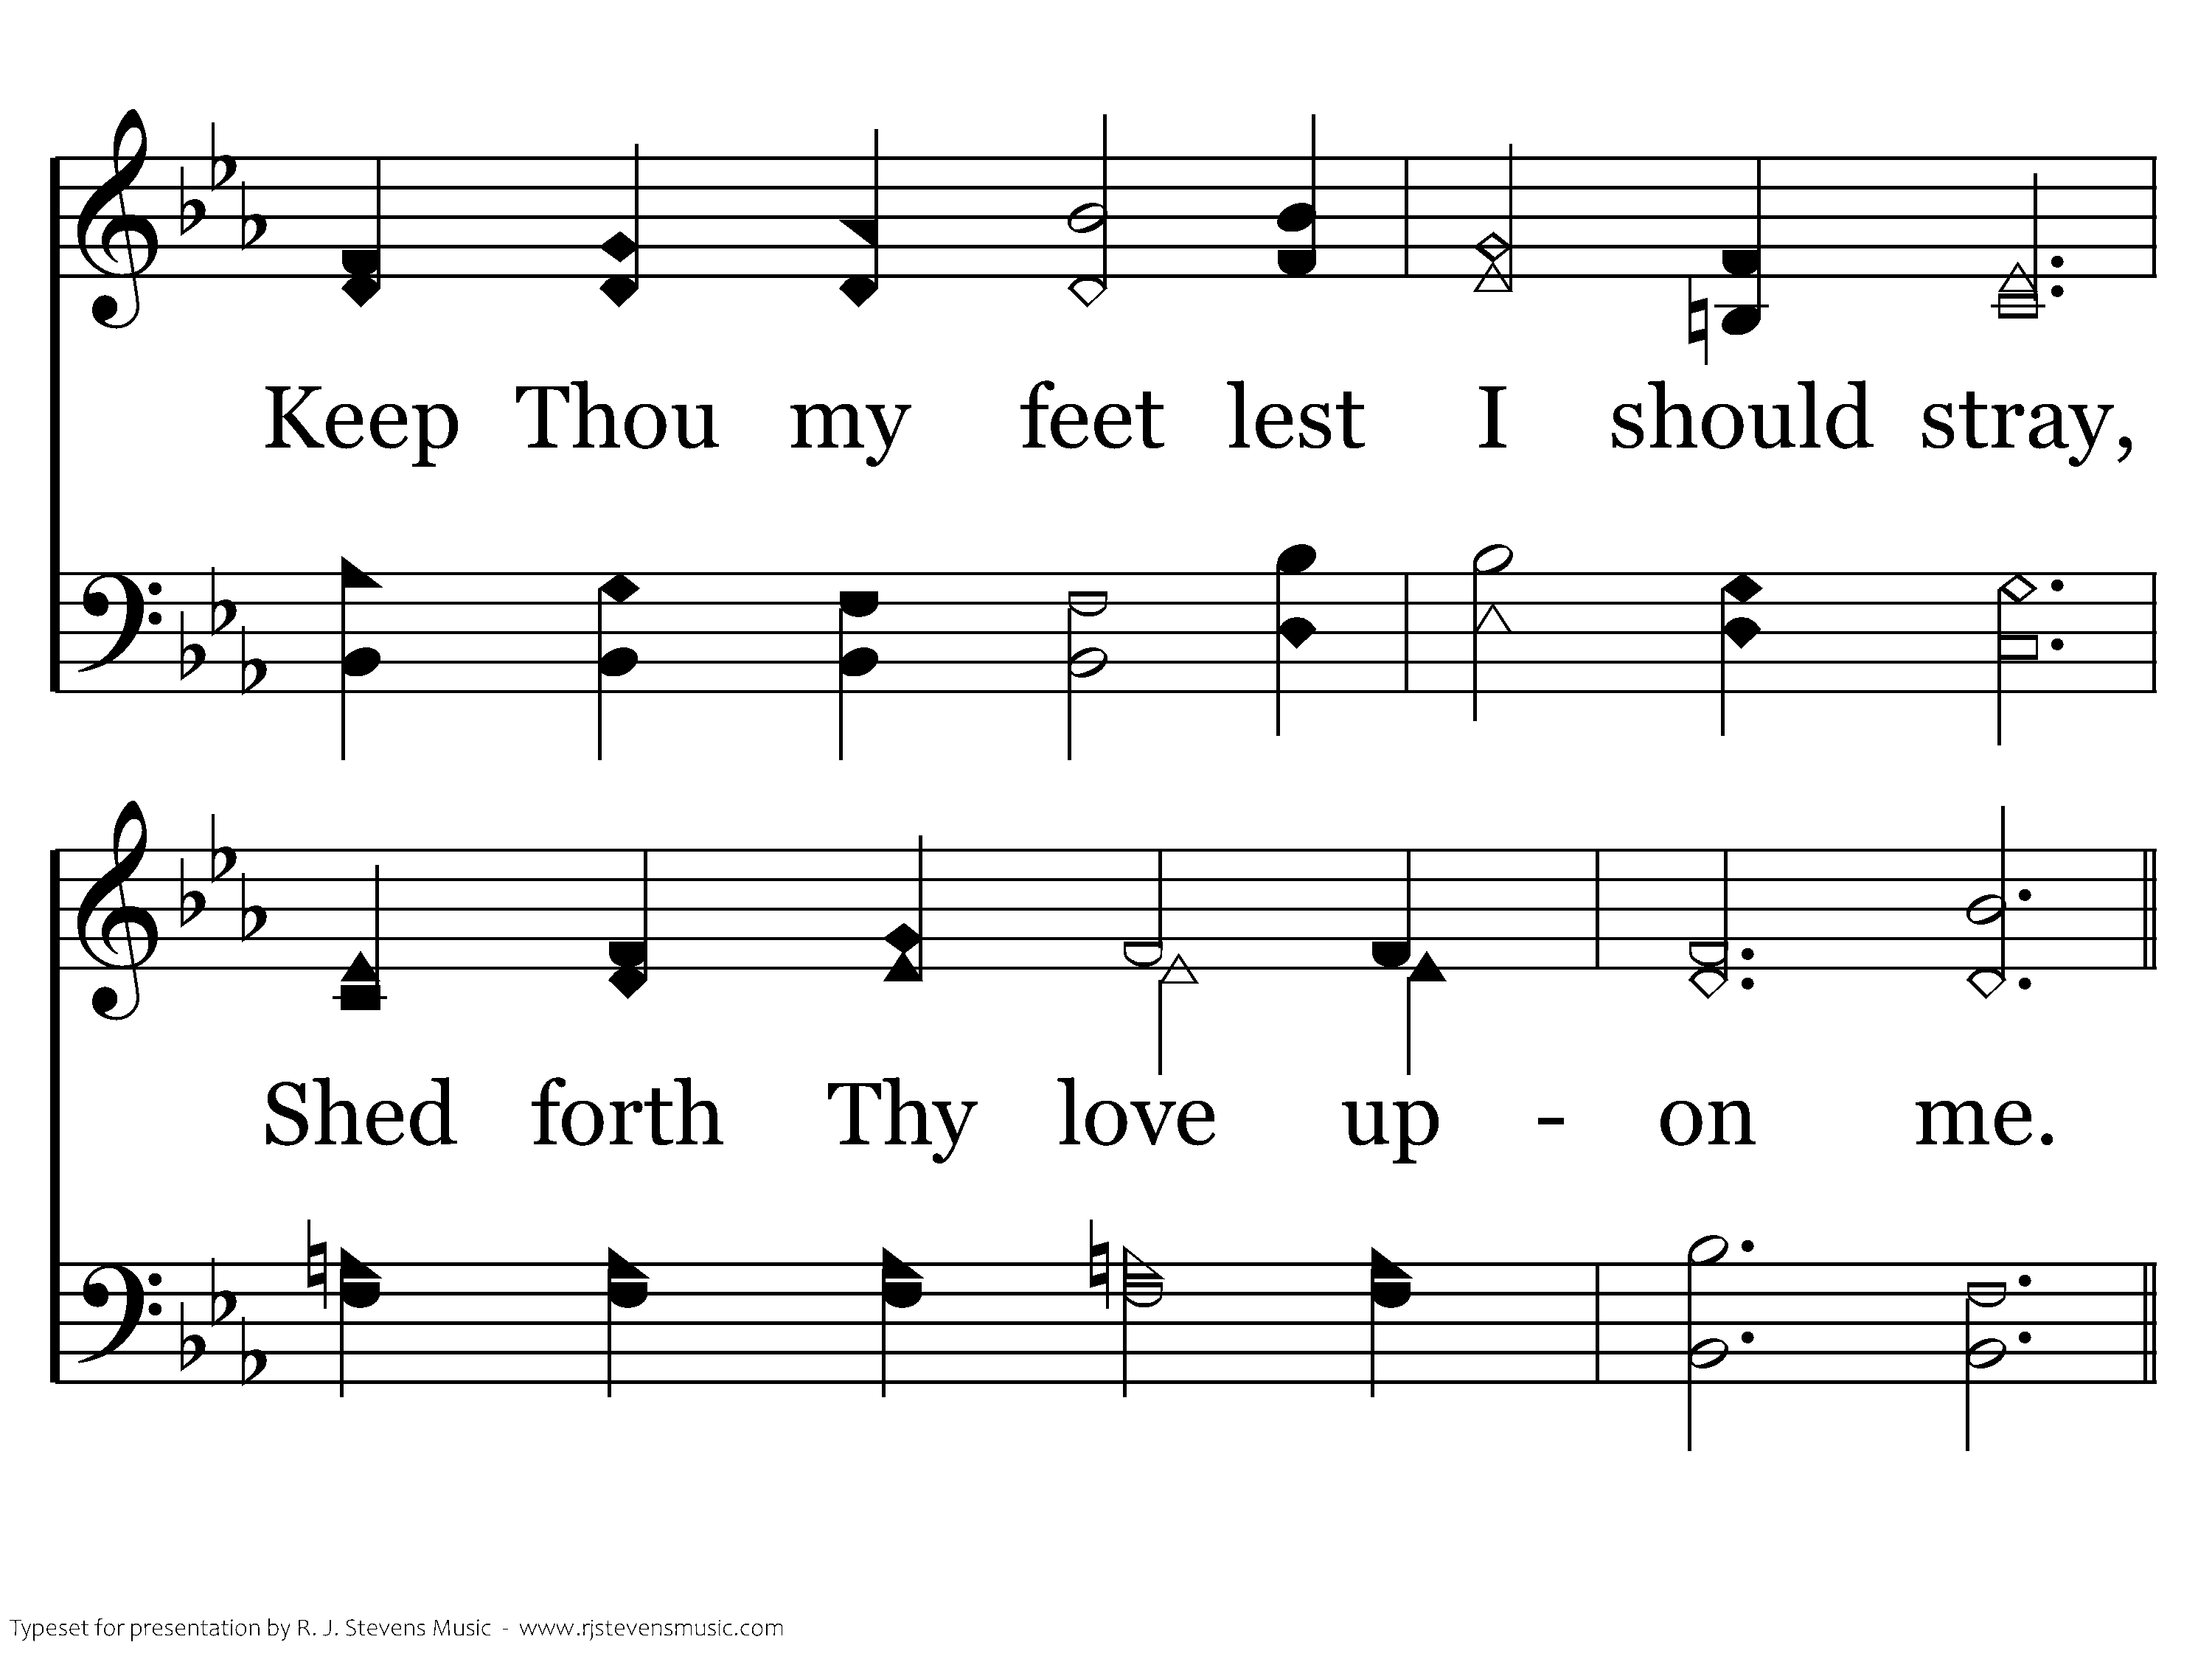 Keep Thou my feet lest I should stray,
Shed forth Thy love up - on me.
Typeset for presentation by R. J. Stevens Music - www.rjstevensmusic.com